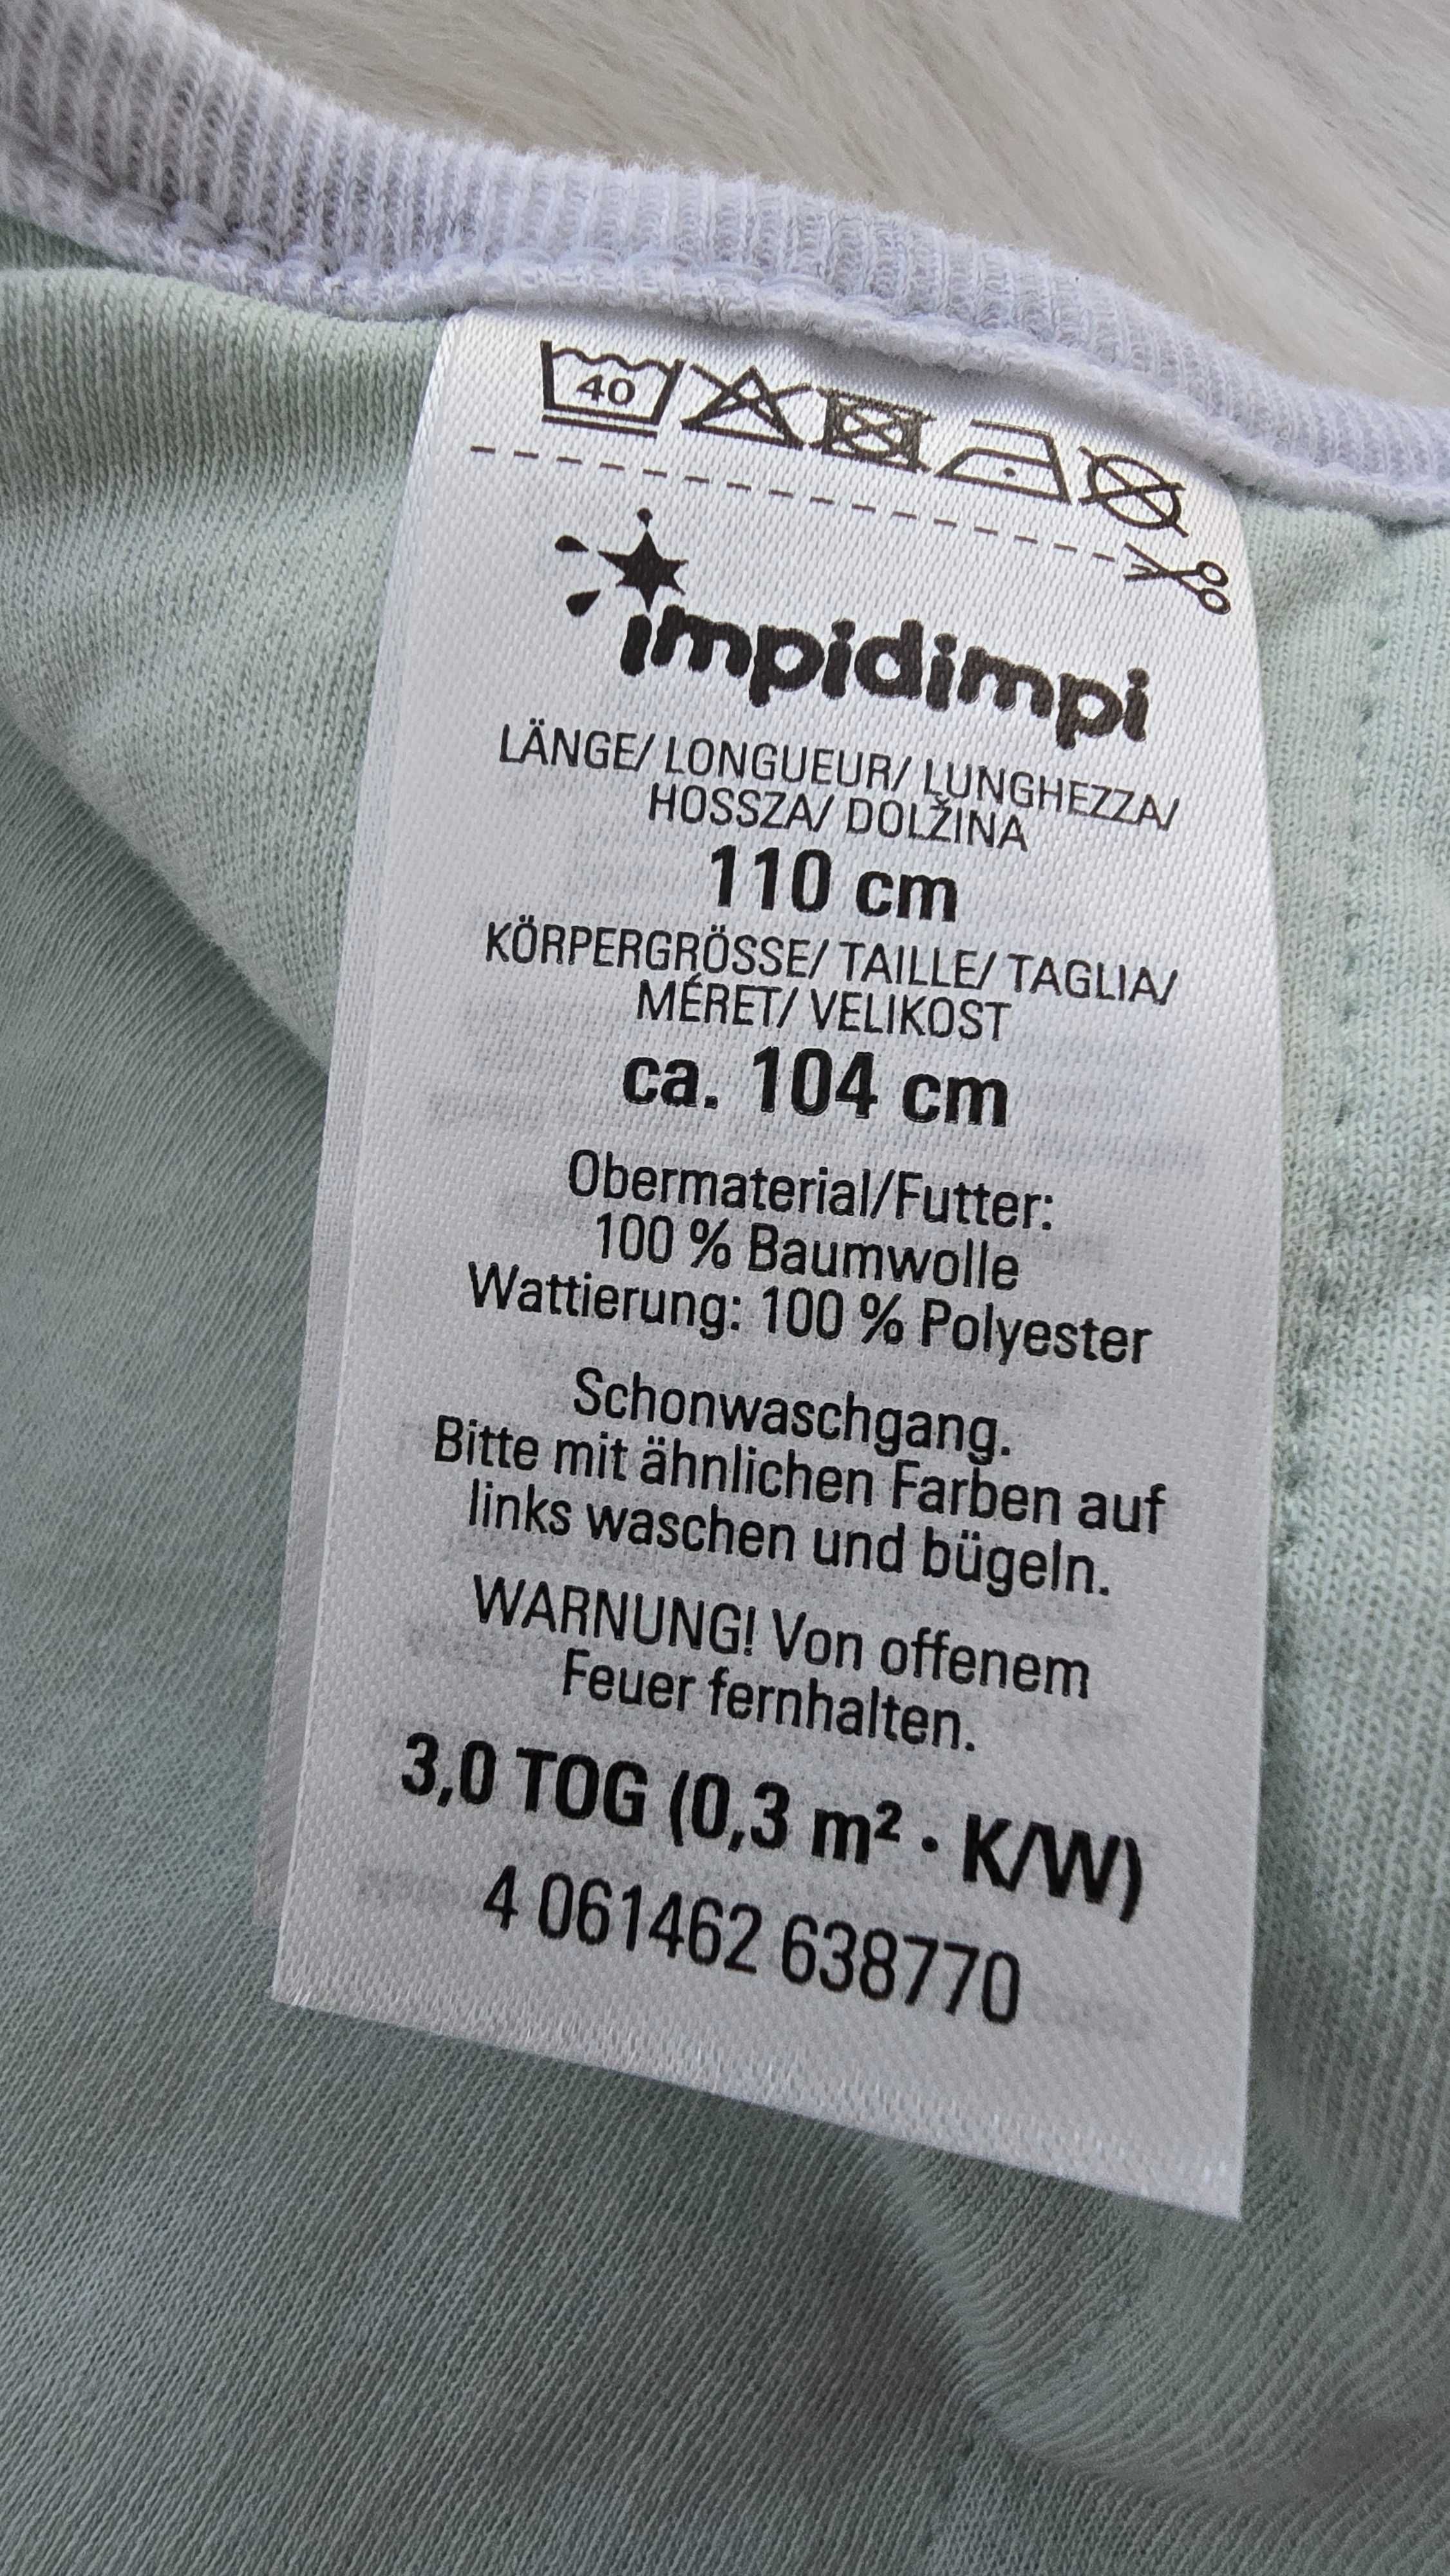 40
impidimpi
LÄNGE/ LONGUEUR/ LUNGHEZZA/
HOSSZA/ DOLŽINA
110 cm
KÖRPERGRÖSSE/ TAILLE/ TAGLIA/
MÉRET/ VELIKOST
ca. 104 cm
Obermaterial/Futter:
100 % Baumwolle
Wattierung: 100 % Polyester
Schonwaschgang.
Bitte mit ähnlichen Farben auf
links waschen und bügeln.
WARNUNG! Von offenem
Feuer fernhalten.
3,0 TOG (0,3 m² · K/W)
4 061462 638770